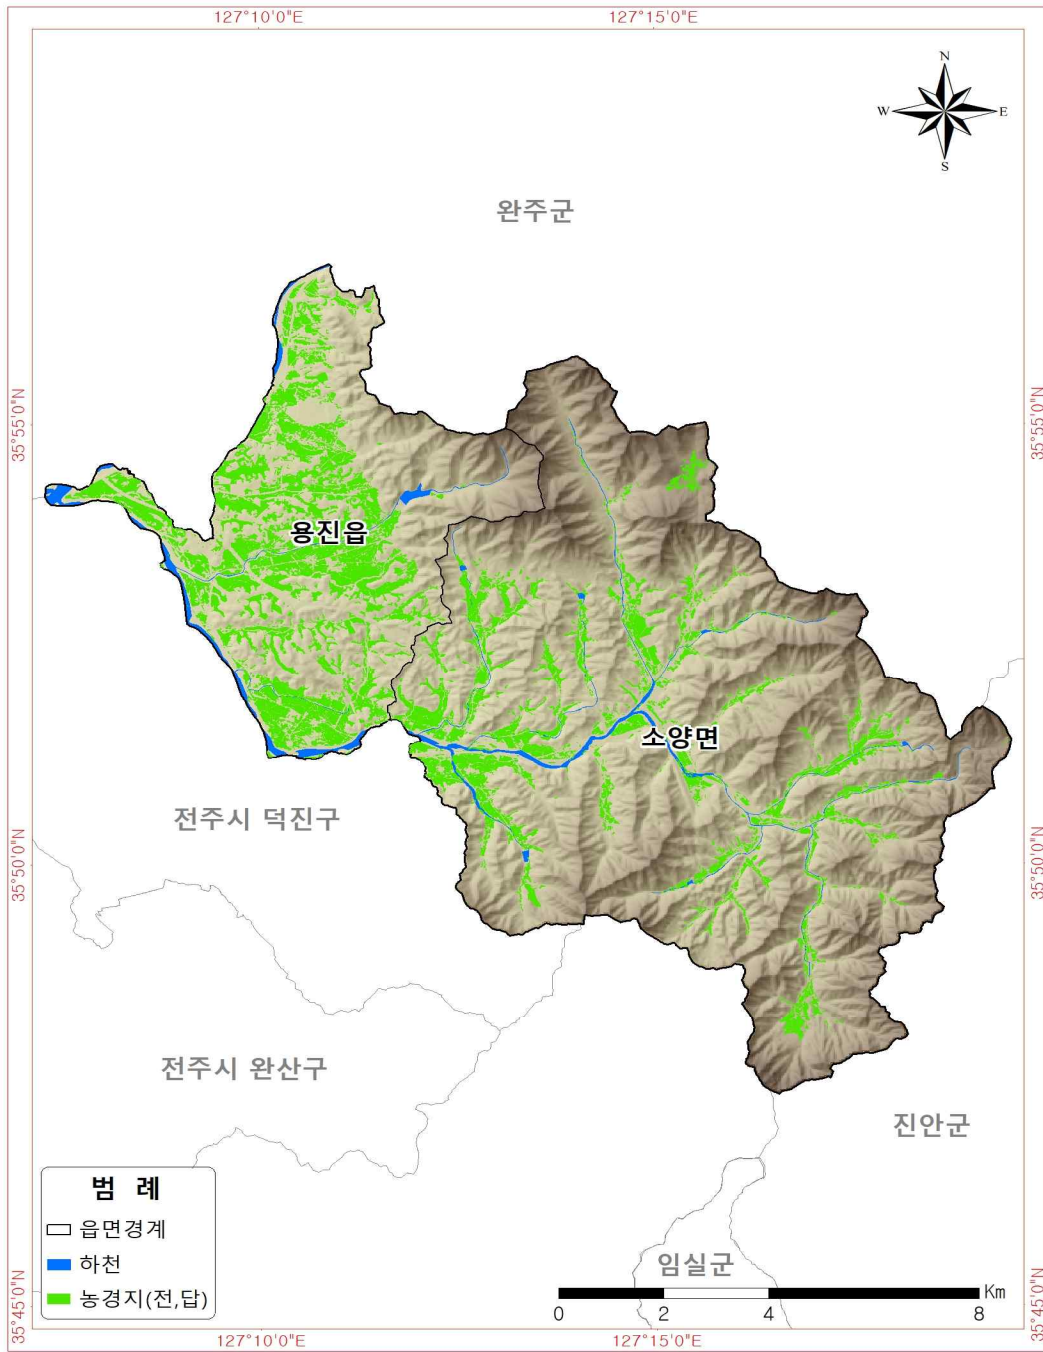 127°10'0"E
127°15'0"E
N
W
E
S
완주군
35°55'0"N
35°55'0"N
용진읍
소양면
전주시 덕진구
35°50'0"N
35°50'0"N
전주시 완산구
진안군
범 례
읍면경계
하천
농경지(전,답)
임실군
Km
0
2
4
8
35°45'0"N
35°45'0"N
127°10'0"E
127°15'0"E